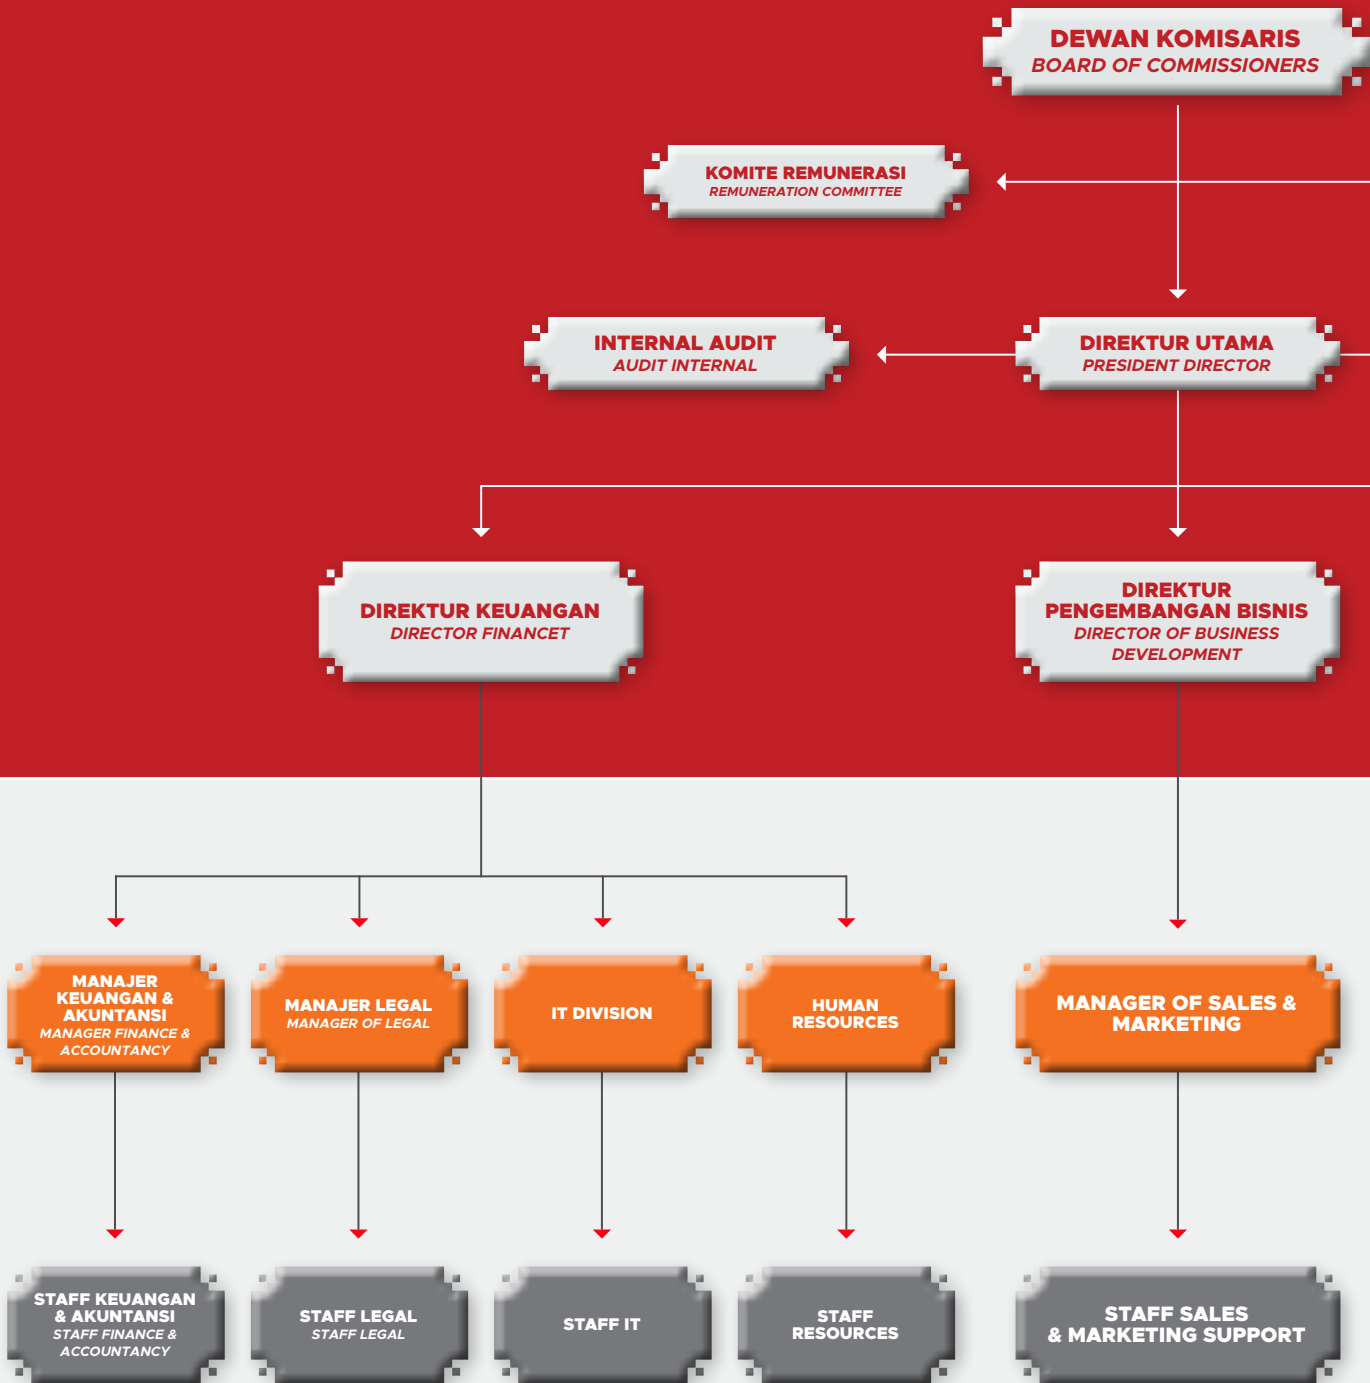 DEWAN KOMISARIS
BOARD OF COMMISSIONERS
KOMITE REMUNERASI
REMUNERATION COMMITTEE
INTERNAL AUDIT
AUDIT INTERNAL
DIREKTUR UTAMA
PRESIDENT DIRECTOR
DIREKTUR KEUANGAN
DIRECTOR FINANCET
DIREKTUR
PENGEMBANGAN BISNIS
DIRECTOR OF BUSINESS
DEVELOPMENT
MANAJER
KEUANGAN &
AKUNTANSI
MANAGER FINANCE &
ACCOUNTANCY
MANAJER LEGAL
MANAGER OF LEGAL
IT DIVISION
HUMAN
RESOURCES
MANAGER OF SALES &
MARKETING
STAFF KEUANGAN
& AKUNTANSI
STAFF FINANCE &
ACCOUNTANCY
STAFF LEGAL
STAFF LEGAL
STAFF IT
STAFF
RESOURCES
STAFF SALES
& MARKETING SUPPORT